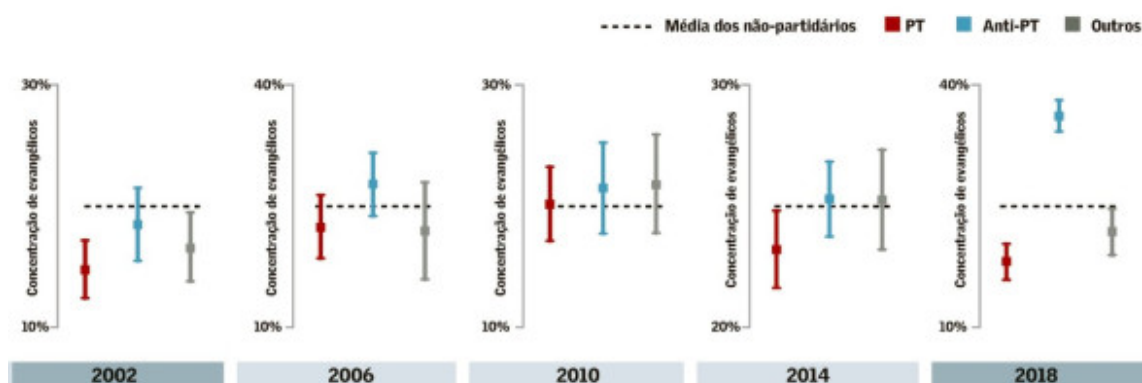 Média dos não-partidários PT Anti-PT Outros
30% 40% 30% 30% 40%
Concentração de evangélicos Concentração de evangélicos Concentração de evangélicos Concentração de evangélicos Concentração de evangélicos
10% 10% 10% 20% 10%
2002 2006 2010 2014 2018